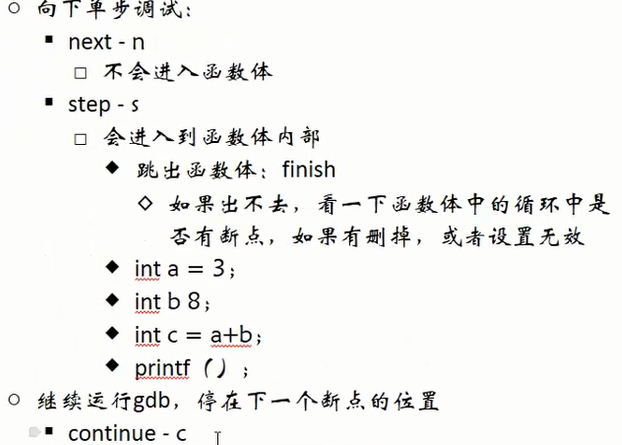 向下单步调试：
next - n
不会进入函数体
step - s
会进入到函数体内部
跳出函数体：finish
如果出不去，看一下函数体中的循环中是
否有断点，如果有删掉，或者设置无效
int a = 3；
int b 8；
int c = a+b；
printf（）；
继续运行gdb，停在下一个断点的位置
continue - c